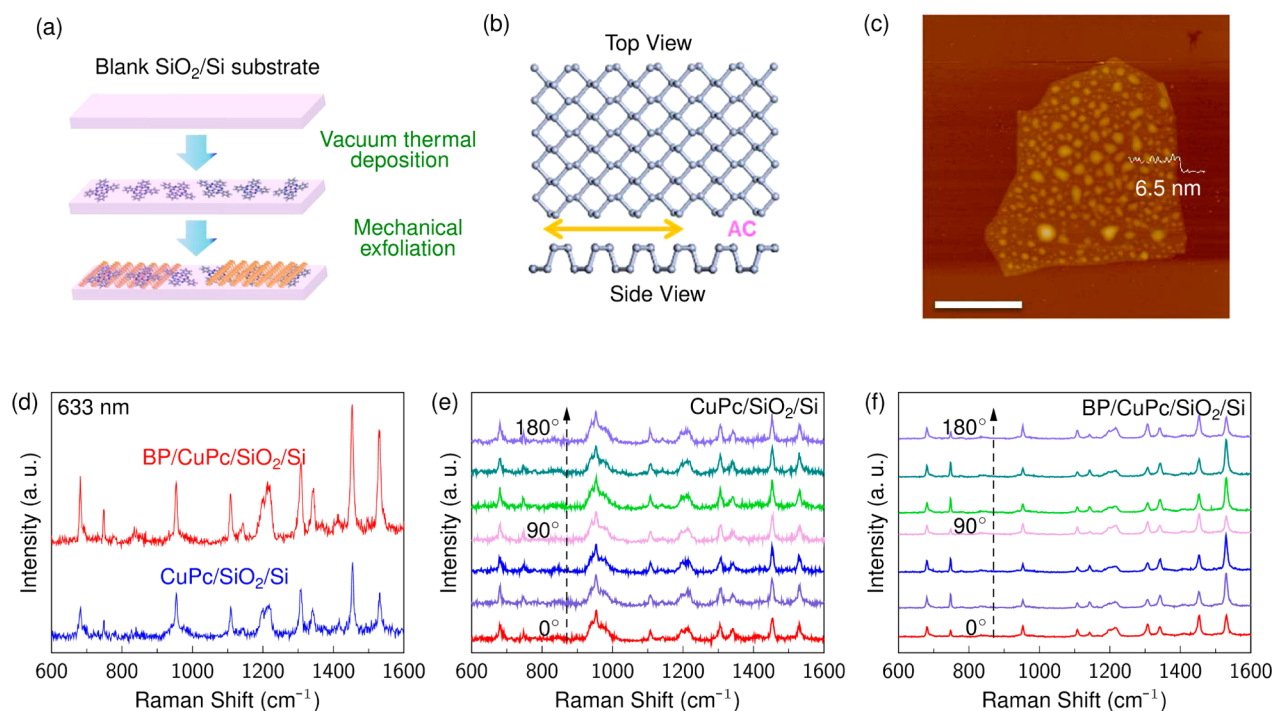 (a)
Blank SiO₂/Si substrate
Vacuum thermal
deposition
Mechanical
exfoliation
(b)
Top View
AC
Side View
(c)
6.5 nm
(d)
633 nm
BP/CuPc/SiO₂/Si
CuPc/SiO₂/Si
Intensity (a. u.)
600 800 1000 1200 1400 1600
Raman Shift (cm⁻¹)
(e)
CuPc/SiO₂/Si
180°
90°
0°
Intensity (a. u.)
600 800 1000 1200 1400 1600
Raman Shift (cm⁻¹)
(f)
BP/CuPc/SiO₂/Si
180°
90°
0°
Intensity (a. u.)
600 800 1000 1200 1400 1600
Raman Shift (cm⁻¹)